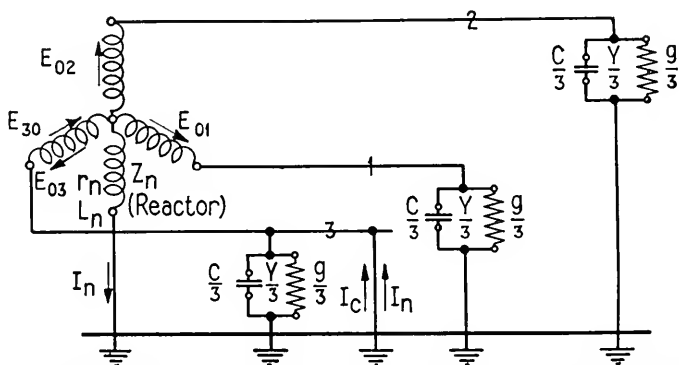 2
E02
C/3 Y/3 g/3
E30 E01
1
E03 rn Zn
Ln (Reactor)
C/3 Y/3 g/3
3
In
C/3 Y/3 g/3
Ic In